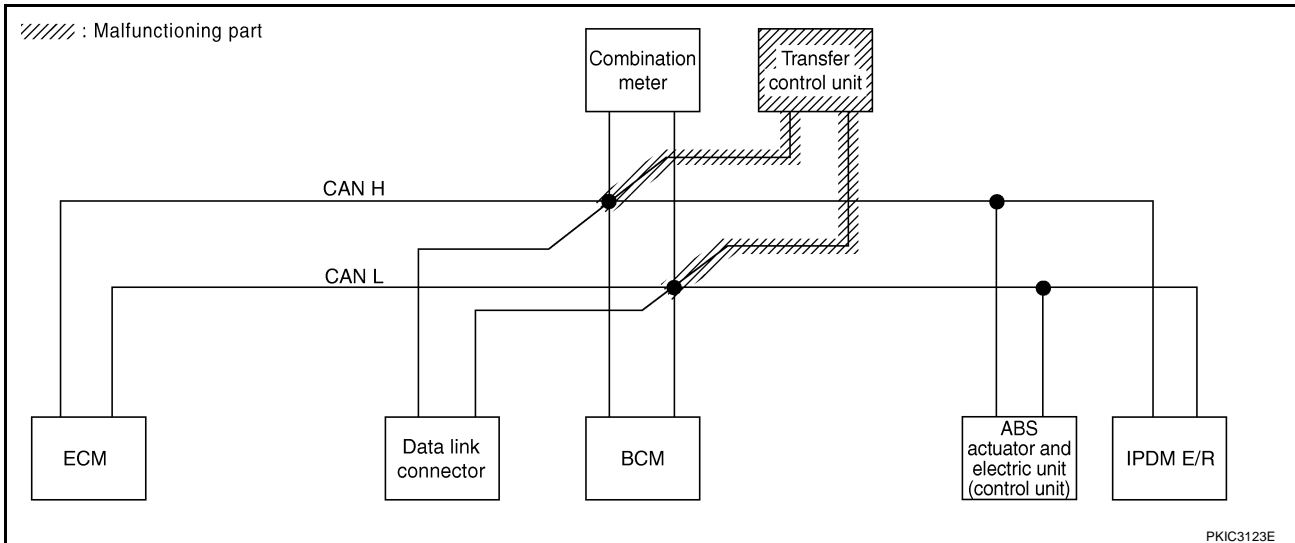 : Malfunctioning part
Combination
meter
Transfer
control unit
CAN H
CAN L
ECM
Data link
connector
BCM
ABS
actuator and
electric unit
(control unit)
IPDM E/R
PKIC3123E